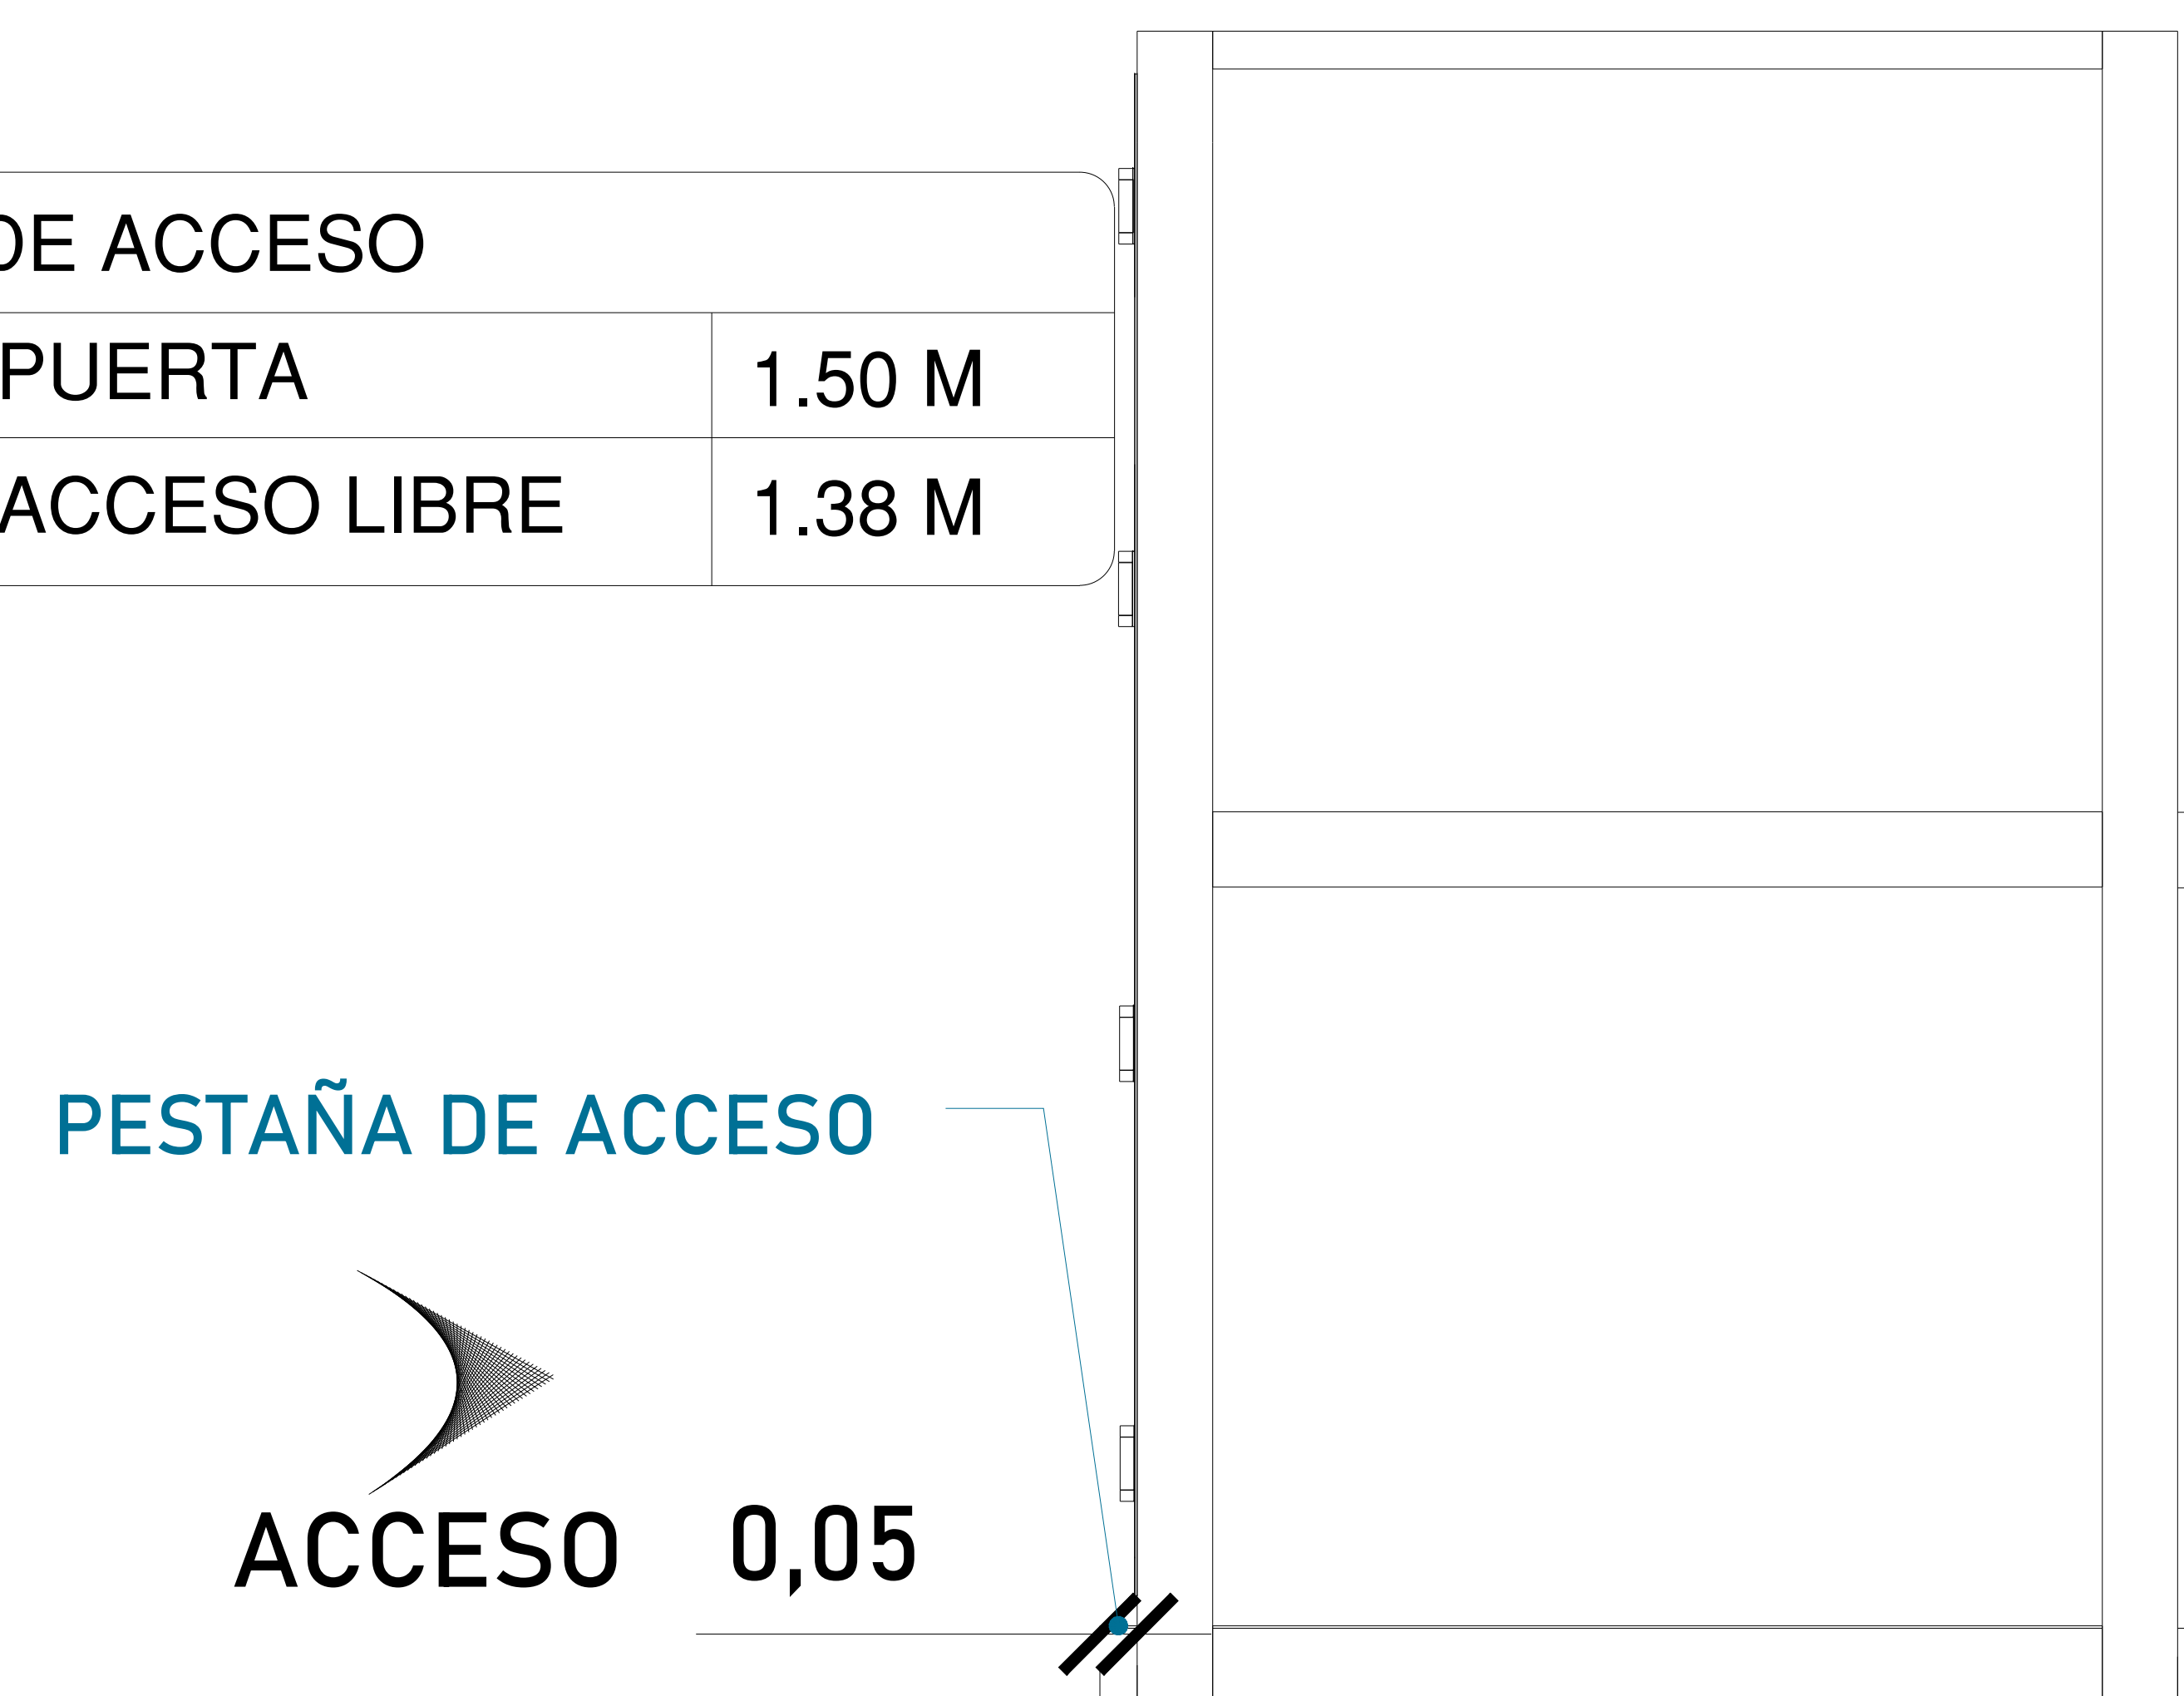 DE ACCESO
PUERTA 1.50 M
ACCESO LIBRE 1.38 M
PESTAÑA DE ACCESO
ACCESO 0,05